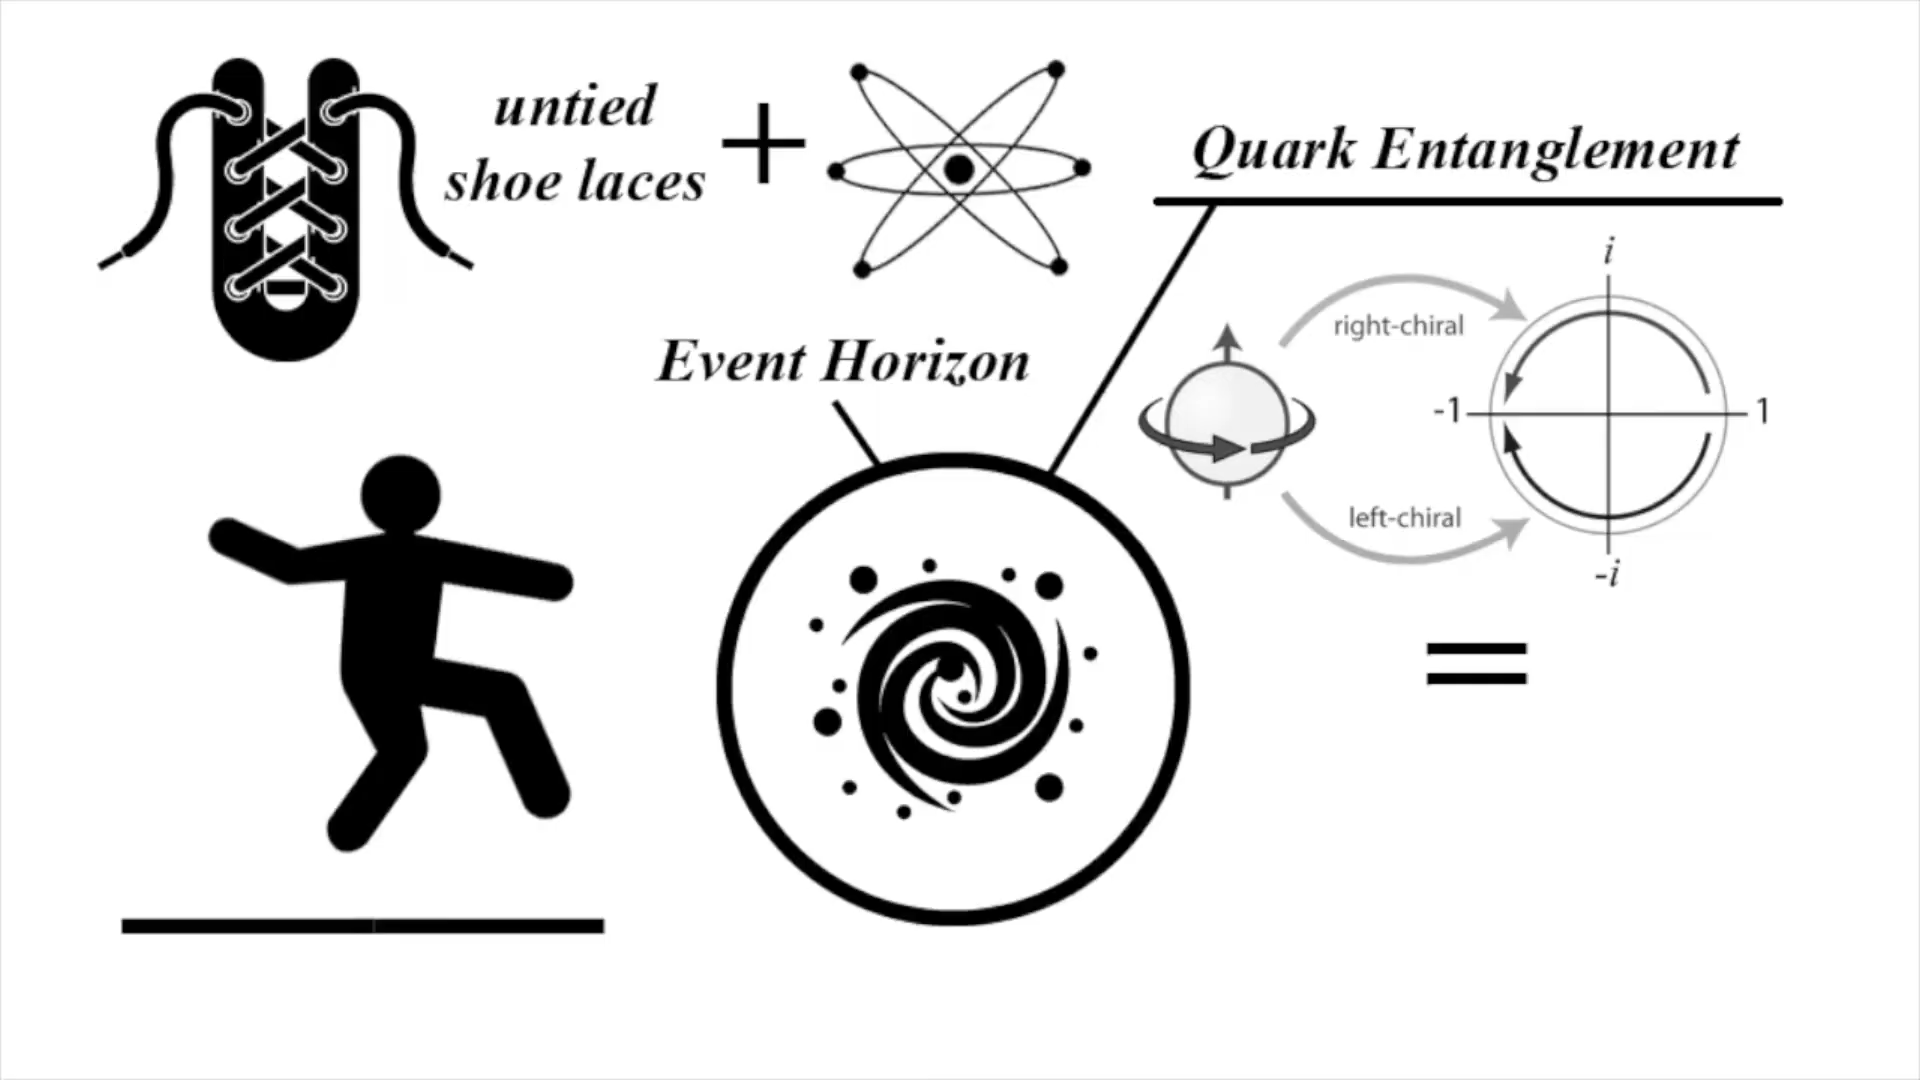 untied
shoe laces
+
Quark Entanglement
Event Horizon
i
right-chiral
-1
1
left-chiral
-i
=